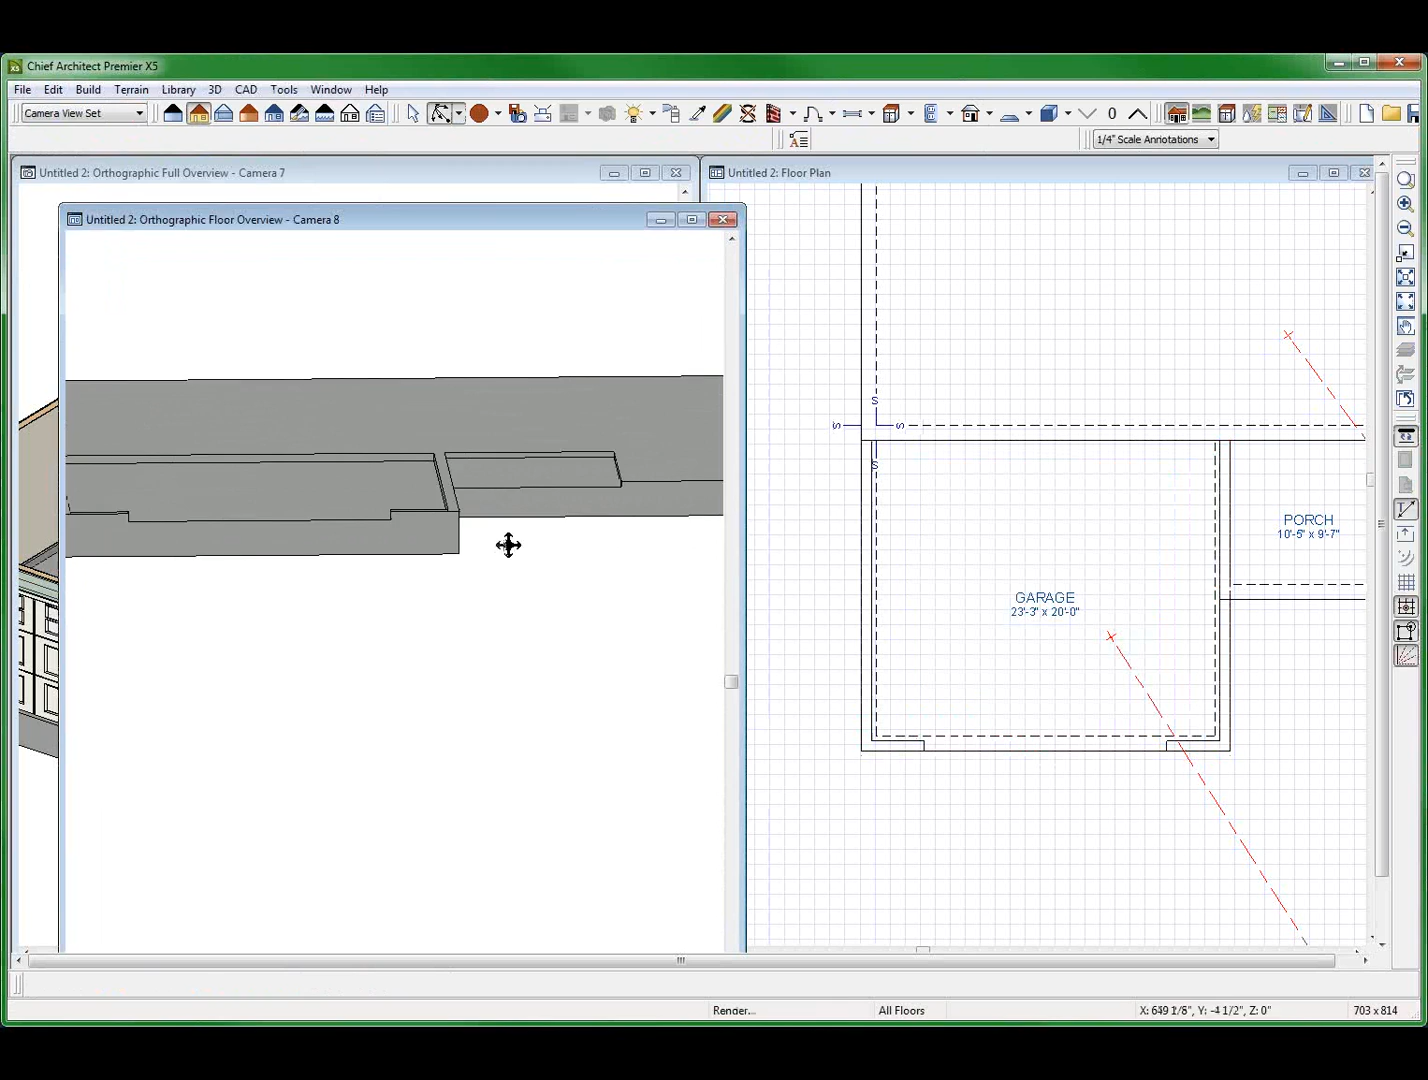 Chief Architect Premier X5
File Edit Build Terrain Library 3D CAD Tools Window Help
Camera View Set
0
1/4" Scale Annotations
Untitled 2: Orthographic Full Overview - Camera 7
Untitled 2: Floor Plan
Untitled 2: Orthographic Floor Overview - Camera 8
S
S S
S
PORCH
10'-5" x 9'-7"
GARAGE
23'-3" x 20'-0"
Render... All Floors X: 649 1/8", Y: -4 1/2", Z: 0" 703 x 814